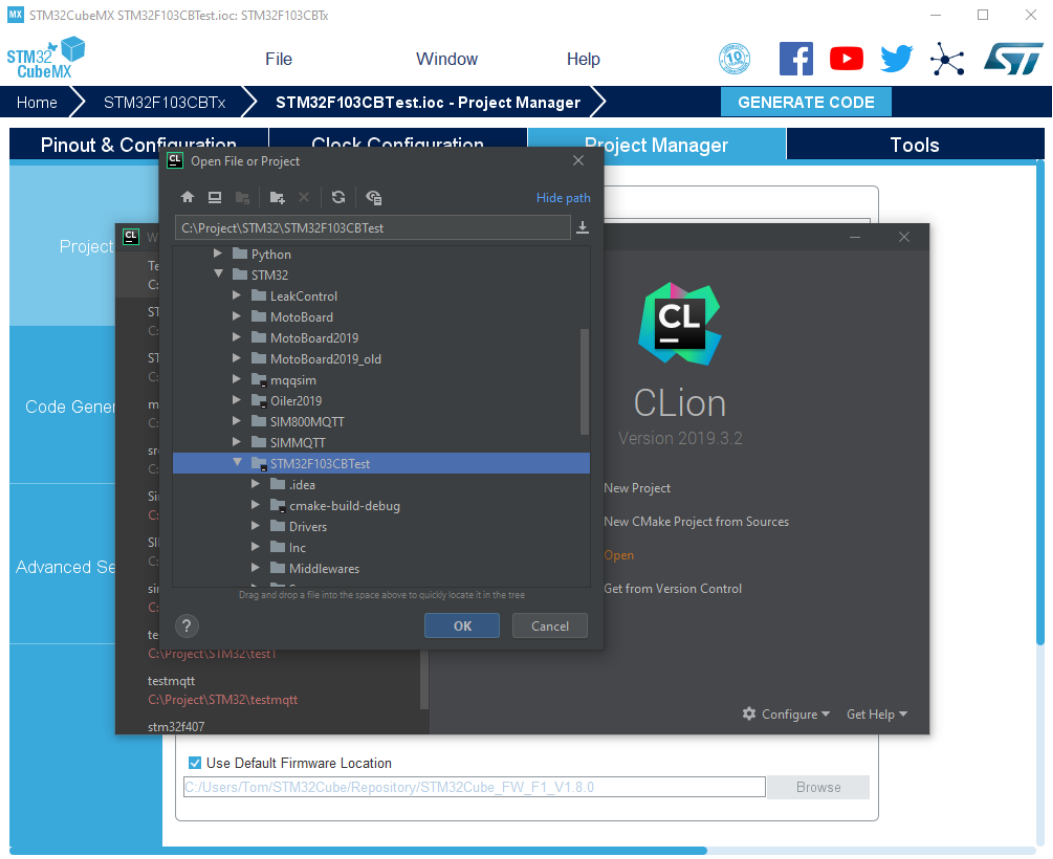 MX STM32CubeMX STM32F103CBTest.ioc: STM32F103CBTx
STM32
CubeMX
File Window Help
10
Home STM32F103CBTx STM32F103CBTest.ioc - Project Manager GENERATE CODE
Pinout & Configuration Clock Configuration Project Manager Tools
CL Open File or Project
Hide path
C:\Project\STM32\STM32F103CBTest
Project
CL W
Python
Te
STM32
C:
LeakControl
ST
MotoBoard
C:
MotoBoard2019
ST
MotoBoard2019_old
C:
mqqsim
m
Oiler2019
C:
SIM800MQTT
SIMMQTT
sr
STM32F103CBTest
C:
.idea
Si
cmake-build-debug
C:
Drivers
SI
Inc
C:
Middlewares
si
Drag and drop a file into the space above to quickly locate it in the tree
C:
? OK Cancel
te
C:\Project\STM32\test1
testmqtt
C:\Project\STM32\testmqtt
stm32f407
Code Gener
Advanced Se
CL
CLion
Version 2019.3.2
New Project
New CMake Project from Sources
Open
Get from Version Control
Configure Get Help
Use Default Firmware Location
C:/Users/Tom/STM32Cube/Repository/STM32Cube_FW_F1_V1.8.0 Browse